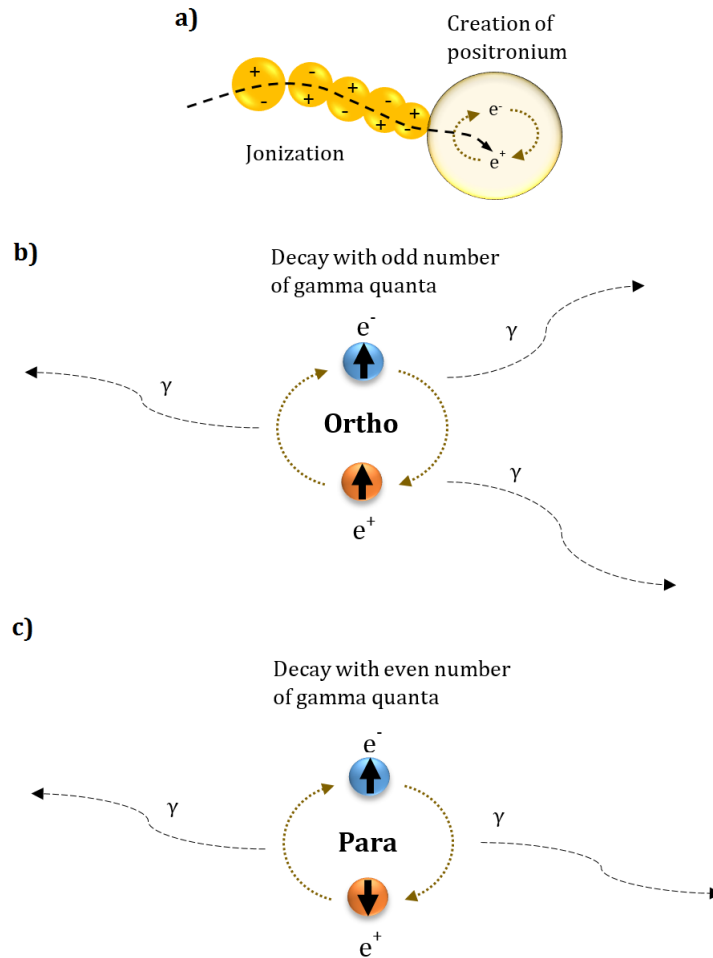 a)
Creation of
positronium
+ - + - -
- + - + +
e⁻
e⁺
Jonization
b)
Decay with odd number
of gamma quanta
e⁻
γ
γ
Ortho
γ
e⁺
c)
Decay with even number
of gamma quanta
e⁻
γ
γ
Para
e⁺